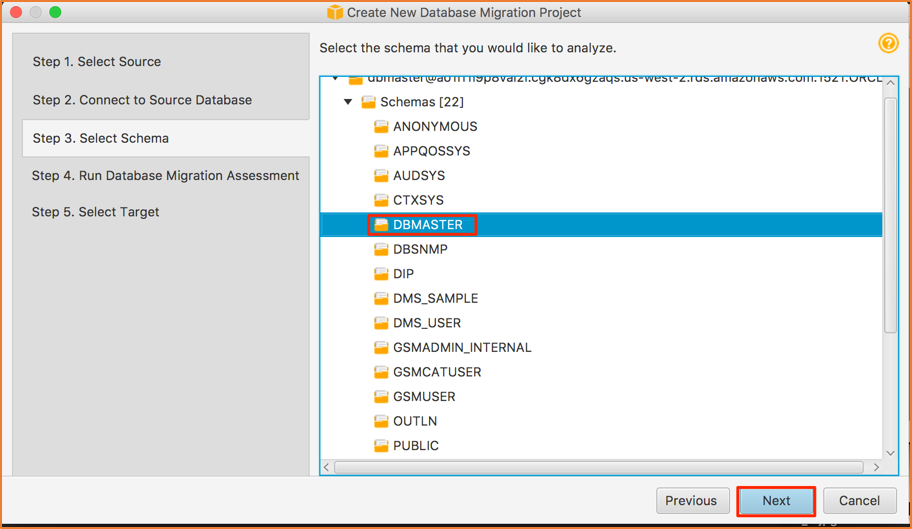 Create New Database Migration Project
Step 1. Select Source
Step 2. Connect to Source Database
Step 3. Select Schema
Step 4. Run Database Migration Assessment
Step 5. Select Target
Select the schema that you would like to analyze.
?
Schemas [22]
ANONYMOUS
APPQOSSYS
AUDSYS
CTXSYS
DBMASTER
DBSNMP
DIP
DMS_SAMPLE
DMS_USER
GSMADMIN_INTERNAL
GSMCATUSER
GSMUSER
OUTLN
PUBLIC
Previous
Next
Cancel